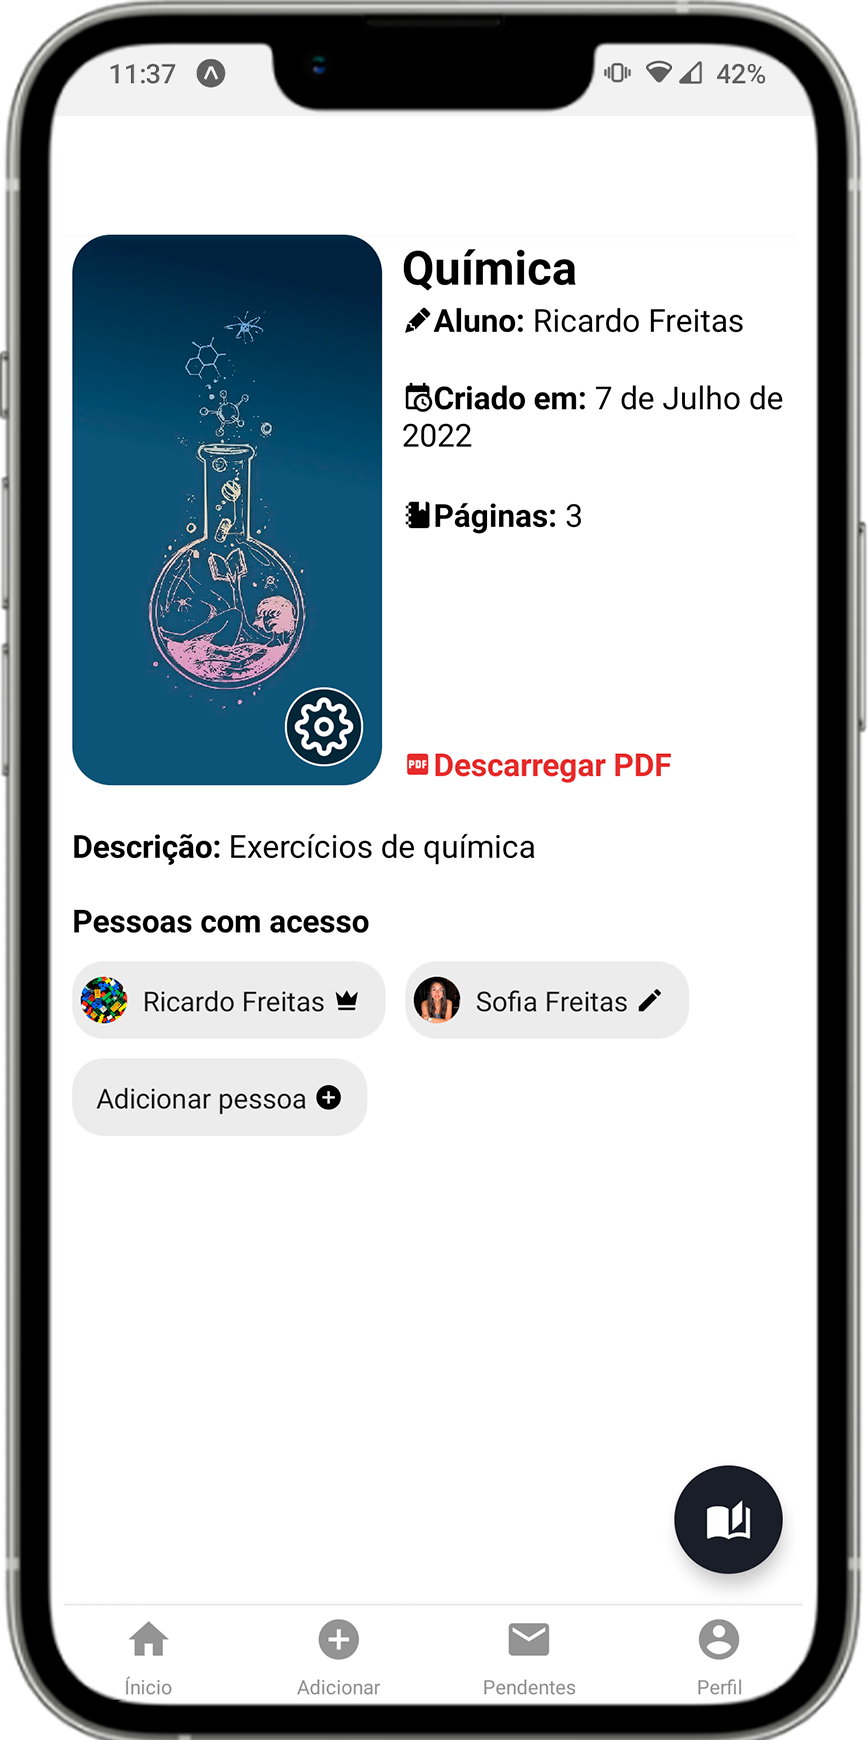 11:37 42%
Química
Aluno: Ricardo Freitas
Criado em: 7 de Julho de
2022
Páginas: 3
PDF Descarregar PDF
Descrição: Exercícios de química
Pessoas com acesso
Ricardo Freitas Sofia Freitas
Adicionar pessoa
Ínicio Adicionar Pendentes Perfil